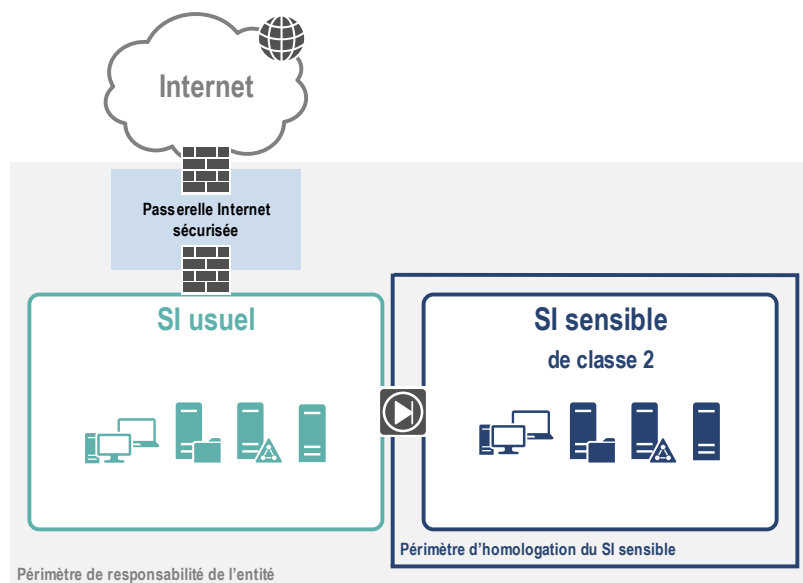 Internet
Passerelle Internet
sécurisée
SI usuel
SI sensible
de classe 2
Périmètre d'homologation du SI sensible
Périmètre de responsabilité de l'entité